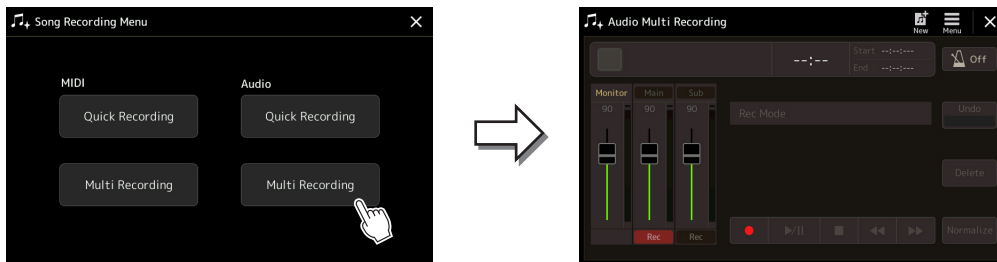 Song Recording Menu
MIDI
Audio
Quick Recording
Quick Recording
Multi Recording
Multi Recording
Audio Multi Recording
New
Menu
--:--
Start --:--:---
End --:--:---
Off
Monitor
Main
Sub
90
90
90
Rec Mode
Undo
Delete
Rec
Rec
Normalize